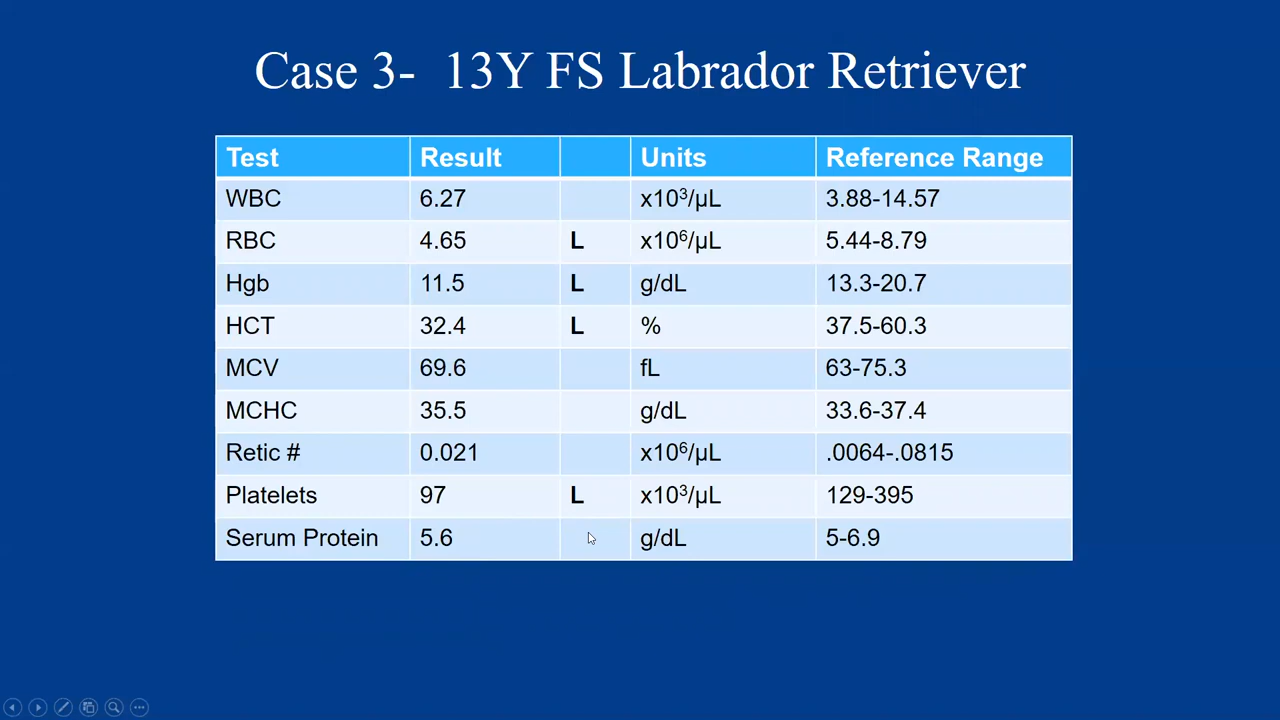 Case 3-  13Y FS Labrador Retriever
Test Result Units Reference Range
WBC 6.27 x10³/µL 3.88-14.57
RBC 4.65 L x10⁶/µL 5.44-8.79
Hgb 11.5 L g/dL 13.3-20.7
HCT 32.4 L % 37.5-60.3
MCV 69.6 fL 63-75.3
MCHC 35.5 g/dL 33.6-37.4
Retic # 0.021 x10⁶/µL .0064-.0815
Platelets 97 L x10³/µL 129-395
Serum Protein 5.6 g/dL 5-6.9